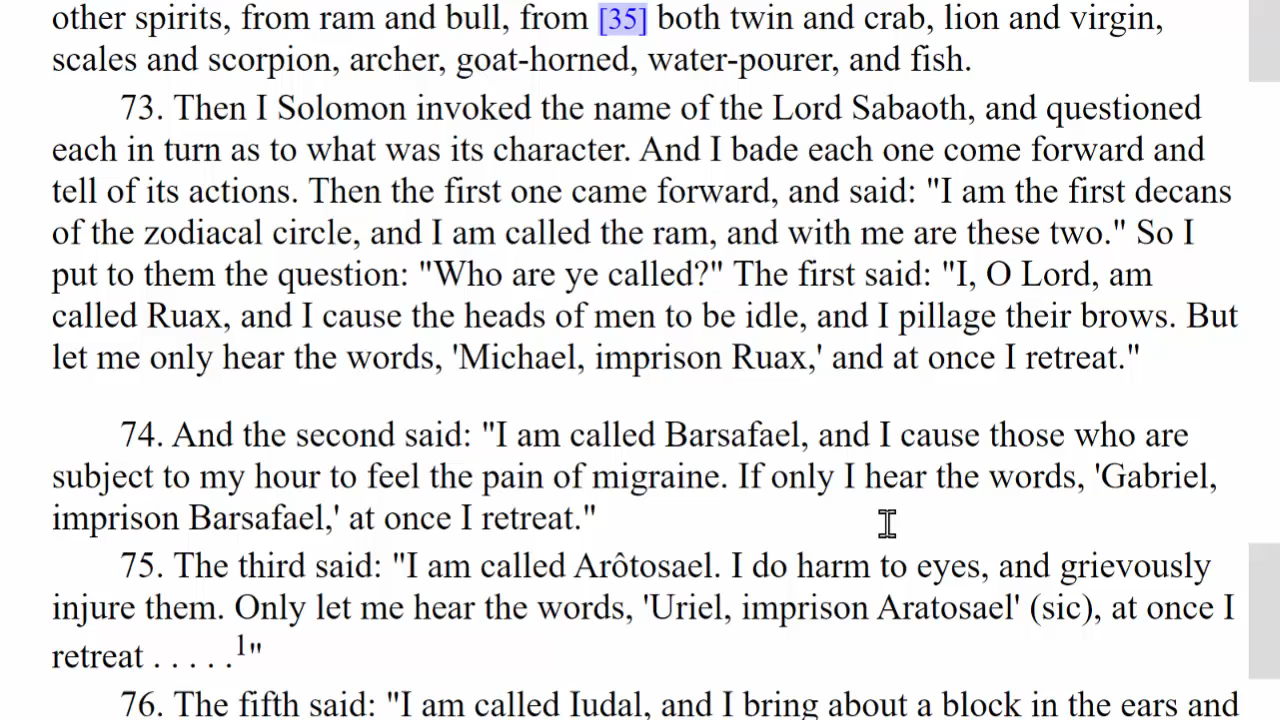 other spirits, from ram and bull, from [35] both twin and crab, lion and virgin,
scales and scorpion, archer, goat-horned, water-pourer, and fish.
73. Then I Solomon invoked the name of the Lord Sabaoth, and questioned
each in turn as to what was its character. And I bade each one come forward and
tell of its actions. Then the first one came forward, and said: "I am the first decans
of the zodiacal circle, and I am called the ram, and with me are these two." So I
put to them the question: "Who are ye called?" The first said: "I, O Lord, am
called Ruax, and I cause the heads of men to be idle, and I pillage their brows. But
let me only hear the words, 'Michael, imprison Ruax,' and at once I retreat."
74. And the second said: "I am called Barsafael, and I cause those who are
subject to my hour to feel the pain of migraine. If only I hear the words, 'Gabriel,
imprison Barsafael,' at once I retreat."
75. The third said: "I am called Arôtosael. I do harm to eyes, and grievously
injure them. Only let me hear the words, 'Uriel, imprison Aratosael' (sic), at once I
retreat . . . . .1"
76. The fifth said: "I am called Iudal, and I bring about a block in the ears and